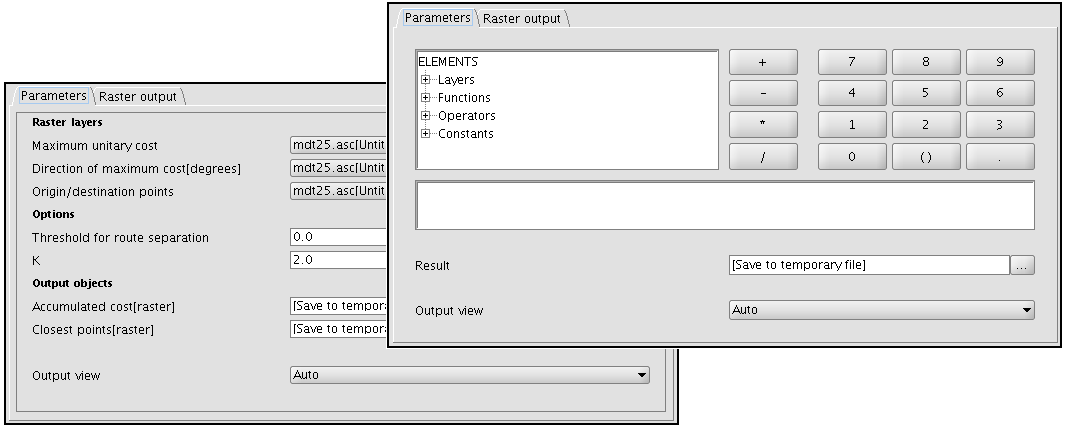 Parameters Raster output
Raster layers
Maximum unitary cost mdt25.asc[Untit
Direction of maximum cost[degrees] mdt25.asc[Untit
Origin/destination points mdt25.asc[Untit
Options
Threshold for route separation 0.0
K 2.0
Output objects
Accumulated cost[raster] [Save to tempora
Closest points[raster] [Save to tempora
Output view Auto
Parameters Raster output
ELEMENTS
Layers
Functions
Operators
Constants
+ 7 8 9
- 4 5 6
* 1 2 3
/ 0 () .
Result [Save to temporary file] ...
Output view Auto